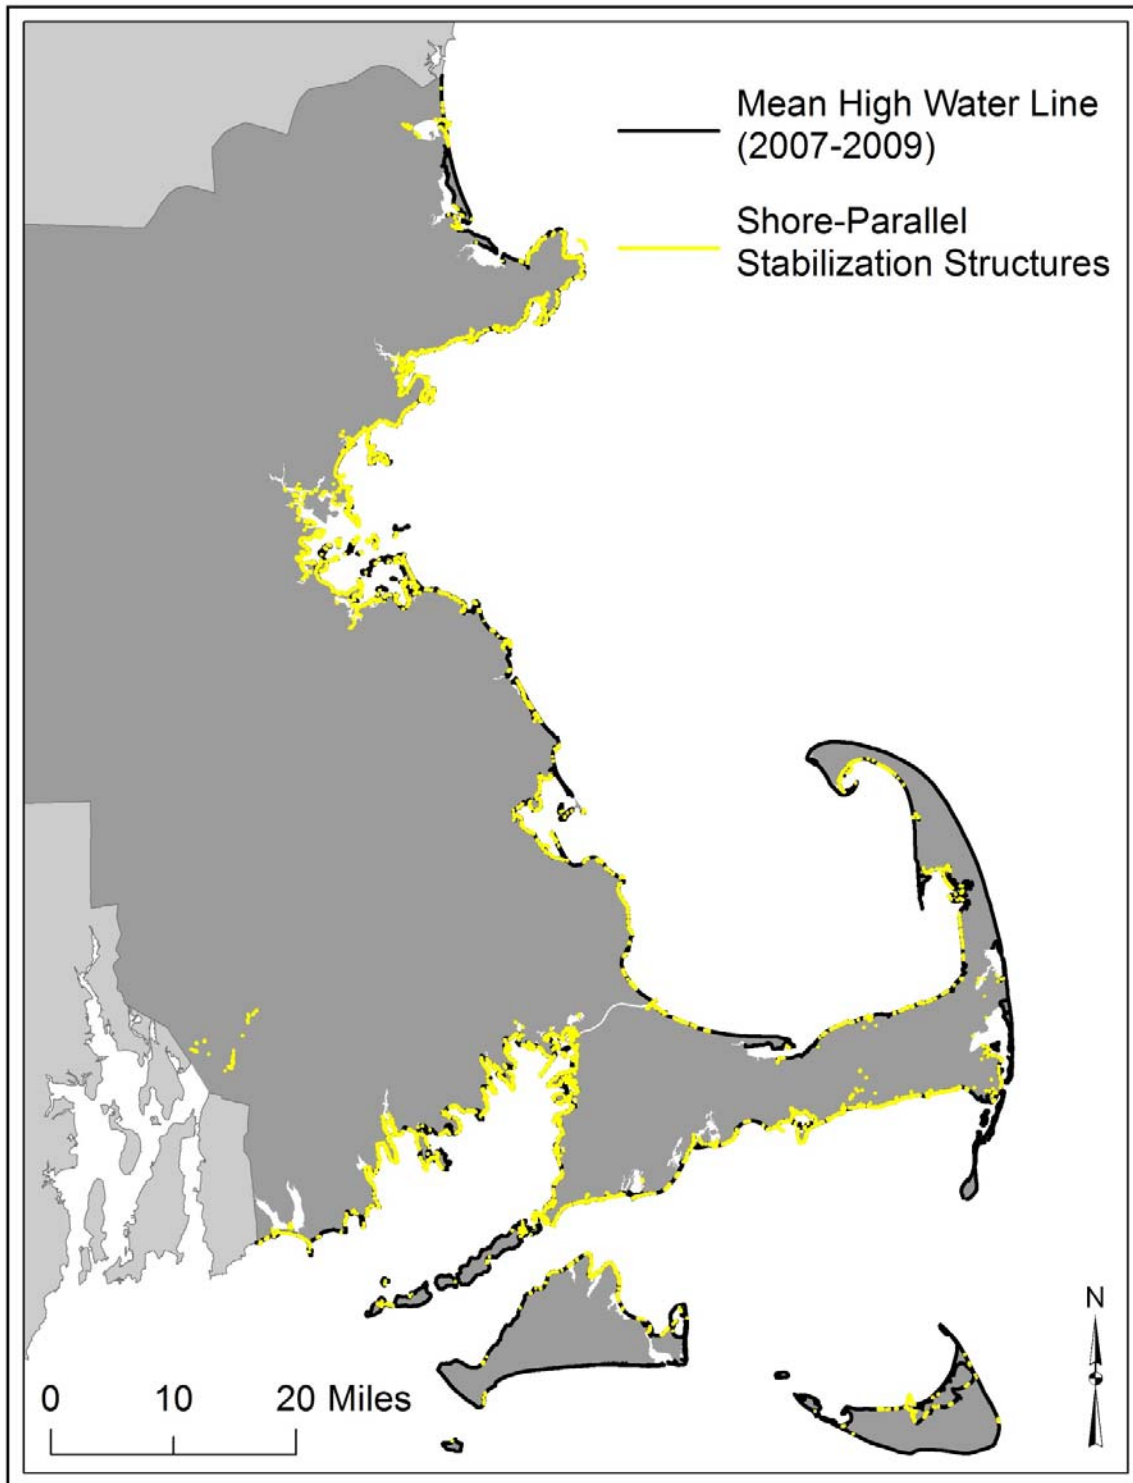 Mean High Water Line
(2007-2009)
Shore-Parallel
Stabilization Structures
N
0 10 20 Miles